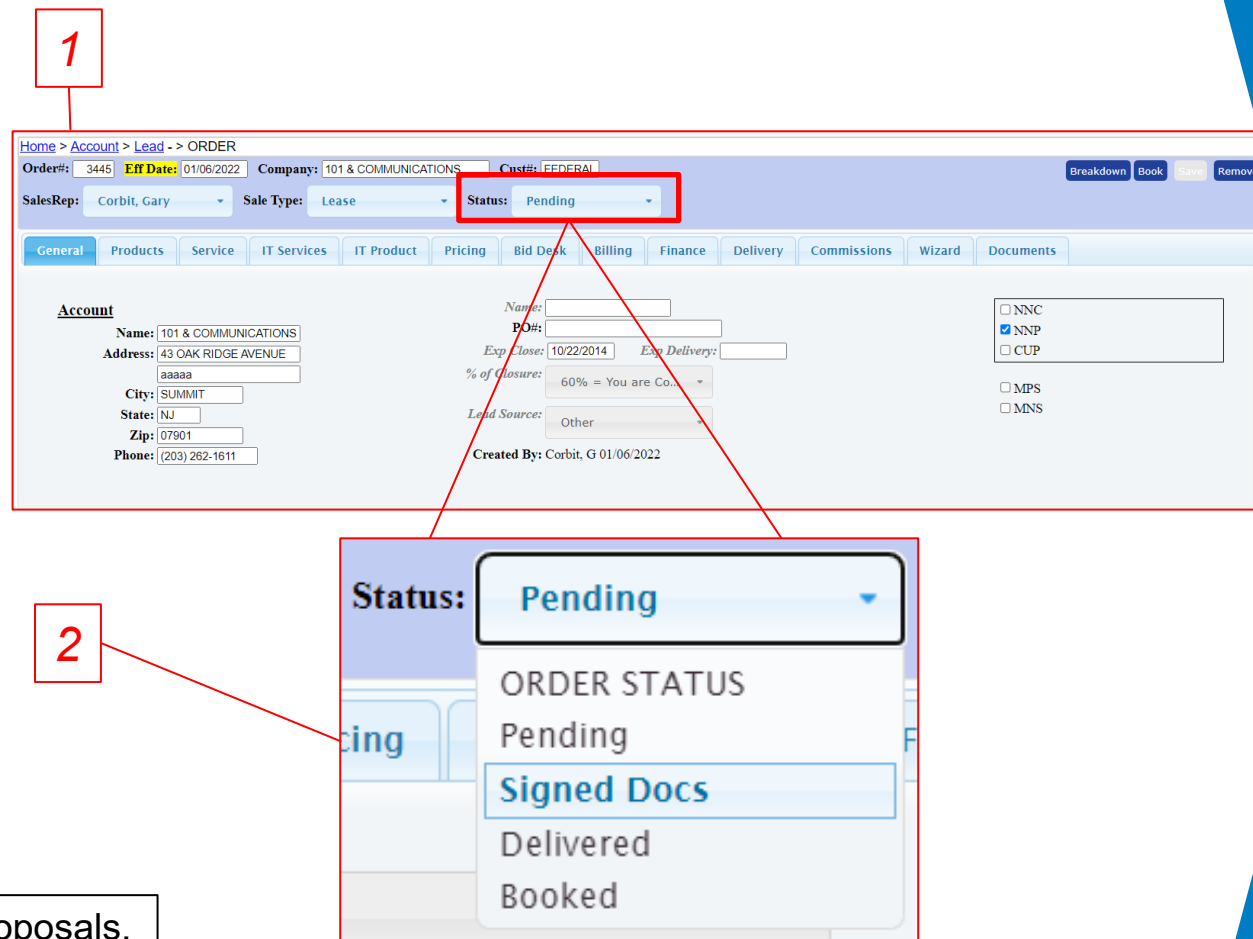 1
Home > Account > Lead - > ORDER
Order#: 3445 Eff Date: 01/06/2022 Company: 101 & COMMUNICATIONS Cust#: FEDERAL Breakdown Book Save Remove
SalesRep: Corbit, Gary Sale Type: Lease Status: Pending
General Products Service IT Services IT Product Pricing Bid Desk Billing Finance Delivery Commissions Wizard Documents
Account
Name: 101 & COMMUNICATIONS
Address: 43 OAK RIDGE AVENUE
aaaaa
City: SUMMIT
State: NJ
Zip: 07901
Phone: (203) 262-1611
Name:
PO#:
Exp Close: 10/22/2014 Exp Delivery:
% of Closure: 60% = You are Co...
Lead Source: Other
Created By: Corbit, G 01/06/2022
NNC
NNP
CUP
MPS
MNS
2
Status: Pending
ORDER STATUS
cing Pending F
Signed Docs
Delivered
Booked
oposals.